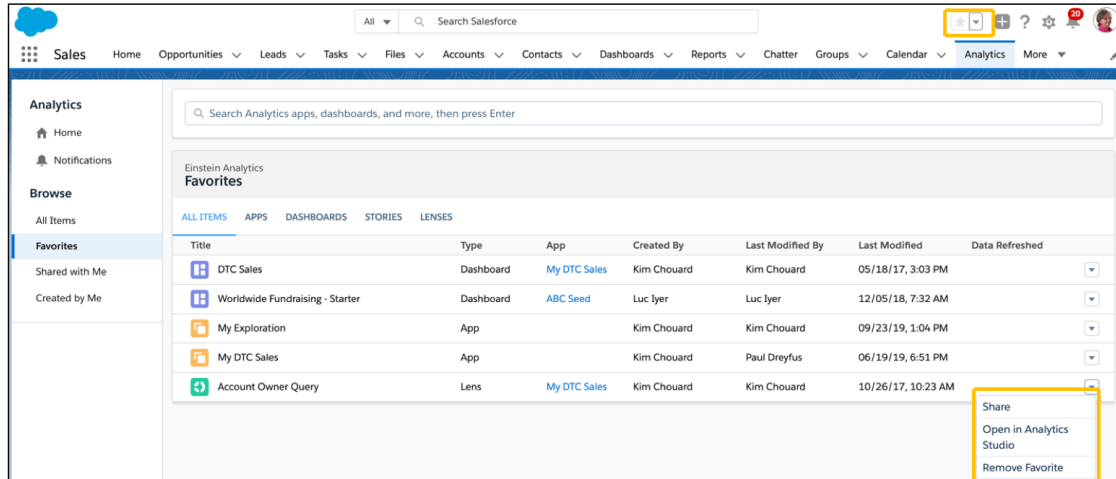 All Search Salesforce
20
Sales Home Opportunities Leads Tasks Files Accounts Contacts Dashboards Reports Chatter Groups Calendar Analytics More
Analytics
Home
Notifications
Browse
All Items
Favorites
Shared with Me
Created by Me
Search Analytics apps, dashboards, and more, then press Enter
Einstein Analytics
Favorites
ALL ITEMS APPS DASHBOARDS STORIES LENSES
Title Type App Created By Last Modified By Last Modified Data Refreshed
DTC Sales Dashboard My DTC Sales Kim Chouard Kim Chouard 05/18/17, 3:03 PM
Worldwide Fundraising - Starter Dashboard ABC Seed Luc Iyer Luc Iyer 12/05/18, 7:32 AM
My Exploration App Kim Chouard Kim Chouard 09/23/19, 1:04 PM
My DTC Sales App Kim Chouard Paul Dreyfus 06/19/19, 6:51 PM
Account Owner Query Lens My DTC Sales Kim Chouard Kim Chouard 10/26/17, 10:23 AM
Share
Open in Analytics
Studio
Remove Favorite